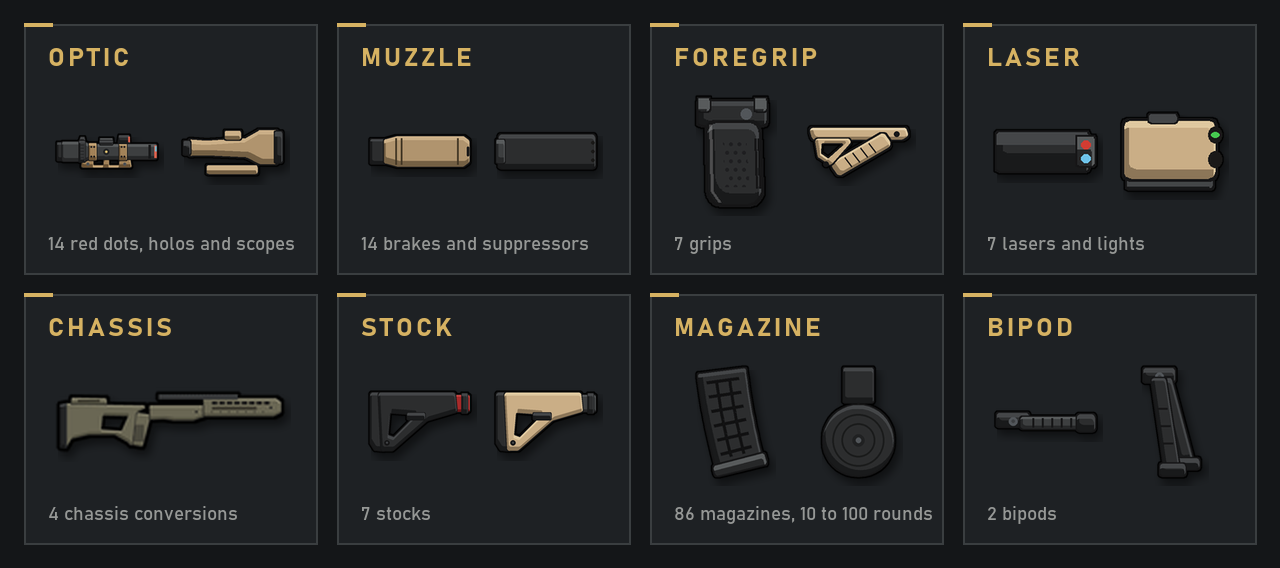 OPTIC
14 red dots, holos and scopes
MUZZLE
14 brakes and suppressors
FOREGRIP
7 grips
LASER
7 lasers and lights
CHASSIS
4 chassis conversions
STOCK
7 stocks
MAGAZINE
86 magazines, 10 to 100 rounds
BIPOD
2 bipods